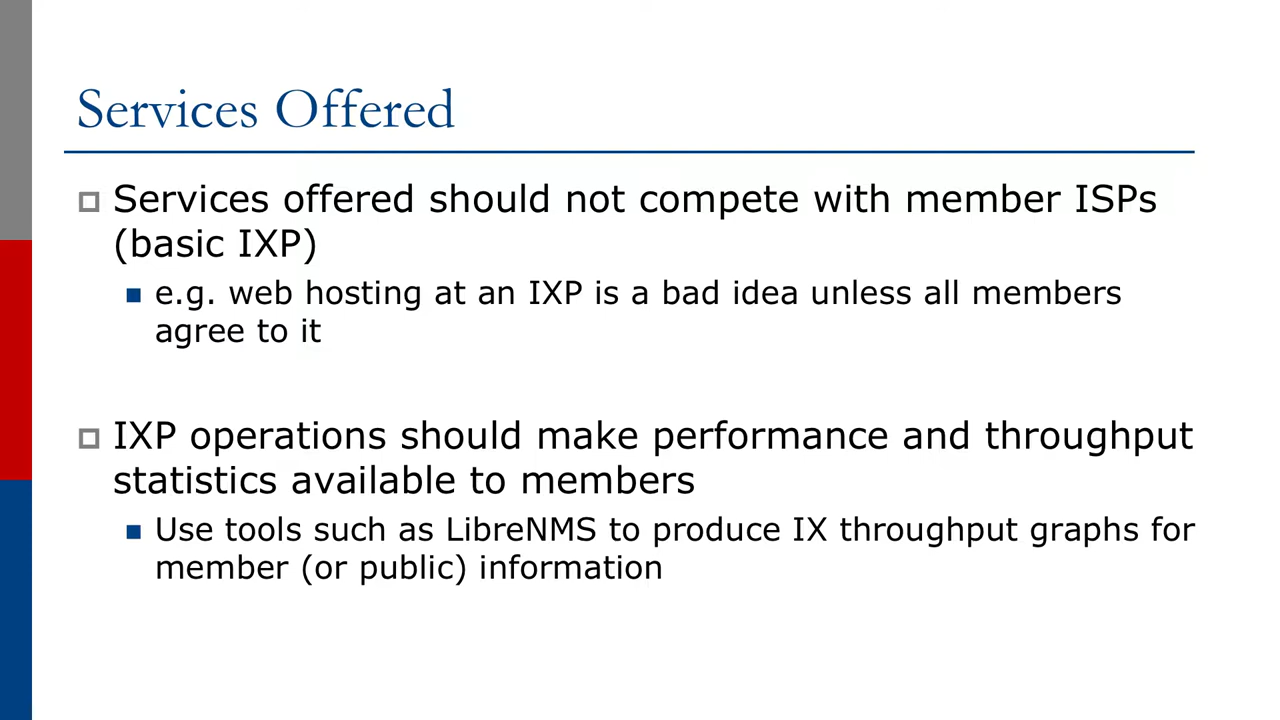 Services Offered
Services offered should not compete with member ISPs
(basic IXP)
e.g. web hosting at an IXP is a bad idea unless all members
agree to it
IXP operations should make performance and throughput
statistics available to members
Use tools such as LibreNMS to produce IX throughput graphs for
member (or public) information